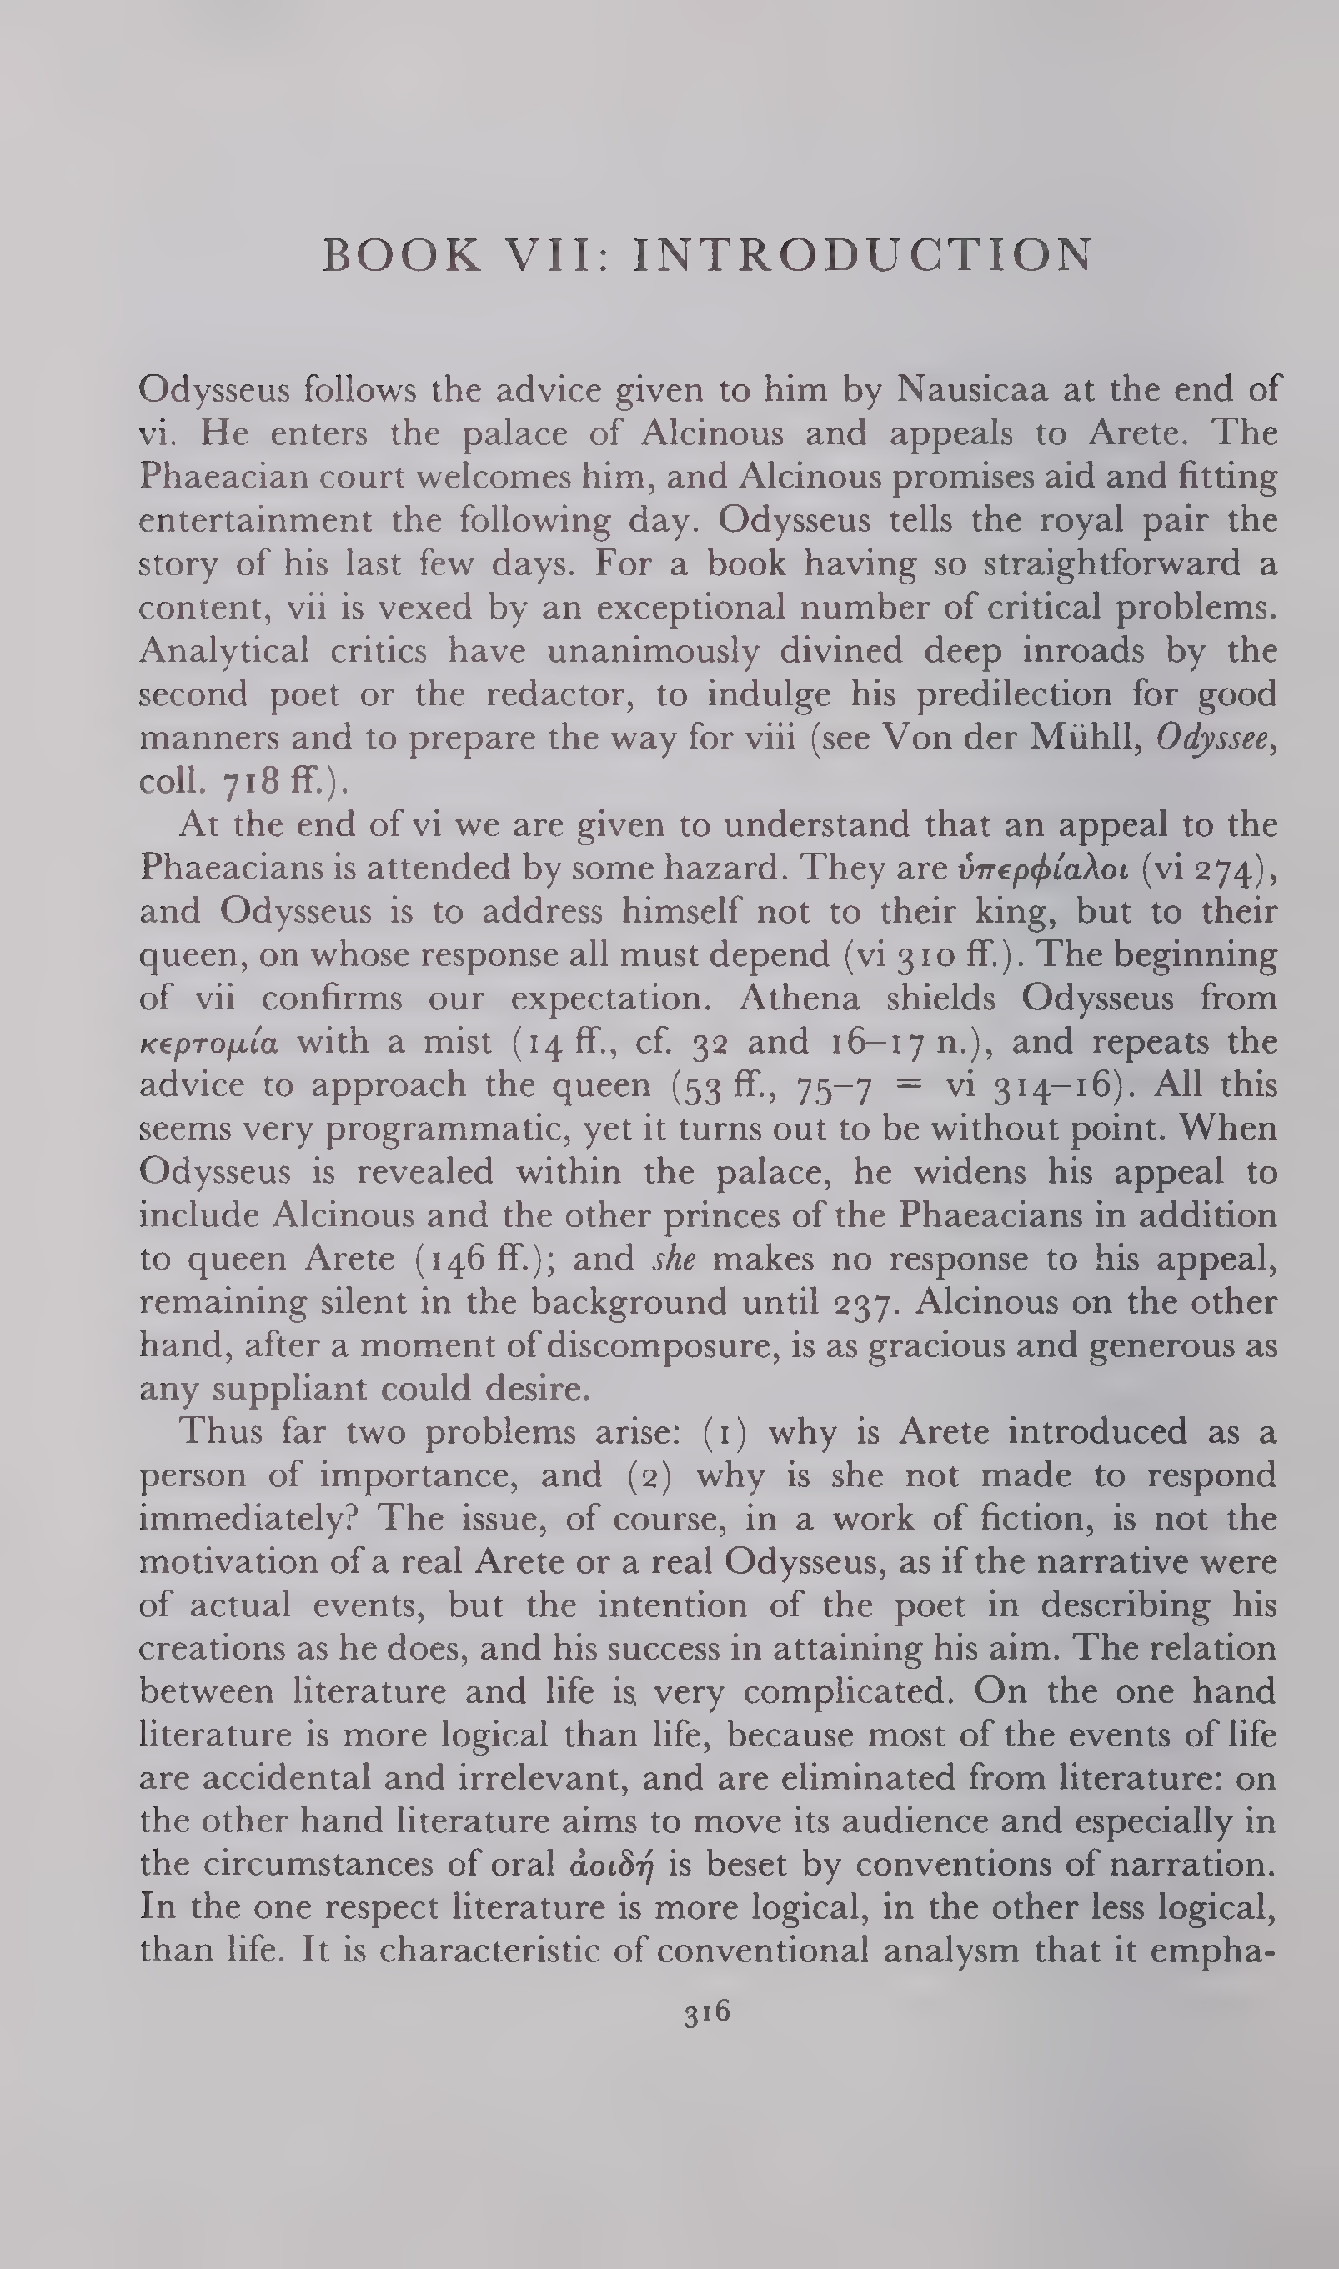 BOOK VII: INTRODUCTION
Odysseus follows the advice given to him by Nausicaa at the end of
vi. He enters the palace of Alcinous and appeals to Arete. The
Phaeacian court welcomes him, and Alcinous promises aid and fitting
entertainment the following day. Odysseus tells the royal pair the
story of his last few days. For a book having so straightforward a
content, vii is vexed by an exceptional number of critical problems.
Analytical critics have unanimously divined deep inroads by the
second poet or the redactor, to indulge his predilection for good
manners and to prepare the way for viii (see Von der Mühll, Odyssee,
coll. 718 ff.).
At the end of vi we are given to understand that an appeal to the
Phaeacians is attended by some hazard. They are ὑπερφίαλοι (vi 274),
and Odysseus is to address himself not to their king, but to their
queen, on whose response all must depend (vi 310 ff.). The beginning
of vii confirms our expectation. Athena shields Odysseus from
κερτομία with a mist (14 ff., cf. 32 and 16–17 n.), and repeats the
advice to approach the queen (53 ff., 75–7 = vi 314–16). All this
seems very programmatic, yet it turns out to be without point. When
Odysseus is revealed within the palace, he widens his appeal to
include Alcinous and the other princes of the Phaeacians in addition
to queen Arete (146 ff.); and she makes no response to his appeal,
remaining silent in the background until 237. Alcinous on the other
hand, after a moment of discomposure, is as gracious and generous as
any suppliant could desire.
Thus far two problems arise: (1) why is Arete introduced as a
person of importance, and (2) why is she not made to respond
immediately? The issue, of course, in a work of fiction, is not the
motivation of a real Arete or a real Odysseus, as if the narrative were
of actual events, but the intention of the poet in describing his
creations as he does, and his success in attaining his aim. The relation
between literature and life is very complicated. On the one hand
literature is more logical than life, because most of the events of life
are accidental and irrelevant, and are eliminated from literature: on
the other hand literature aims to move its audience and especially in
the circumstances of oral ἀοιδή is beset by conventions of narration.
In the one respect literature is more logical, in the other less logical,
than life. It is characteristic of conventional analysm that it empha-
316